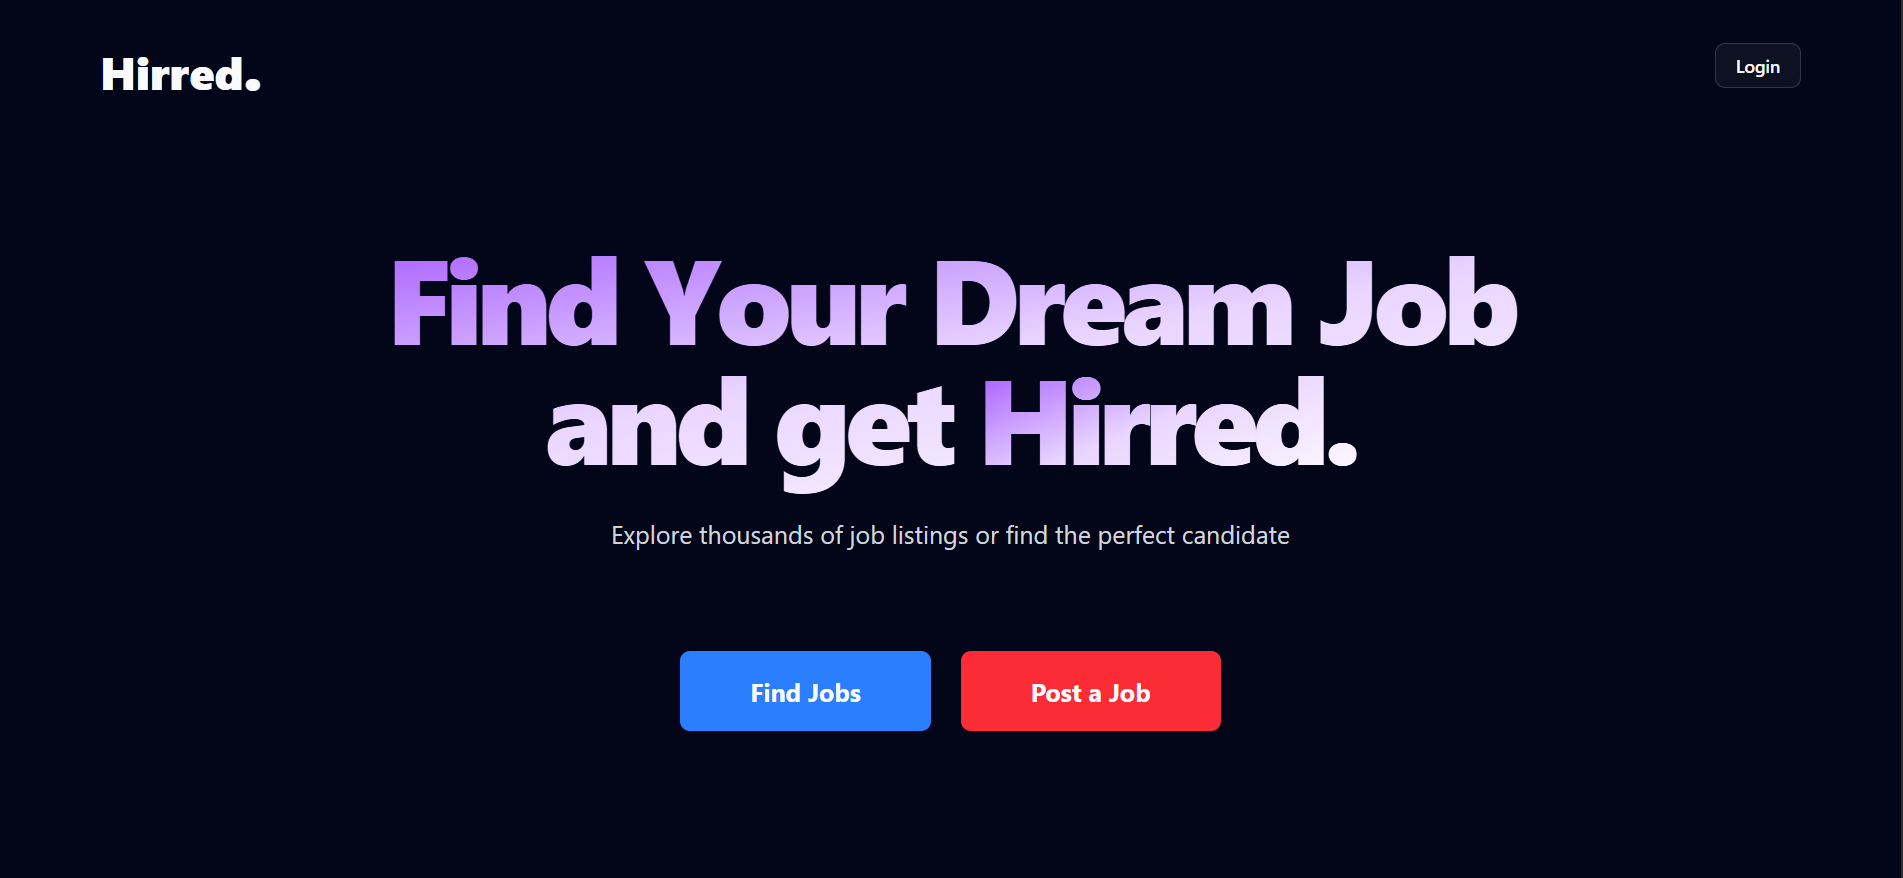 Hirred.
Login
Find Your Dream Job
and get Hirred.
Explore thousands of job listings or find the perfect candidate
Find Jobs
Post a Job